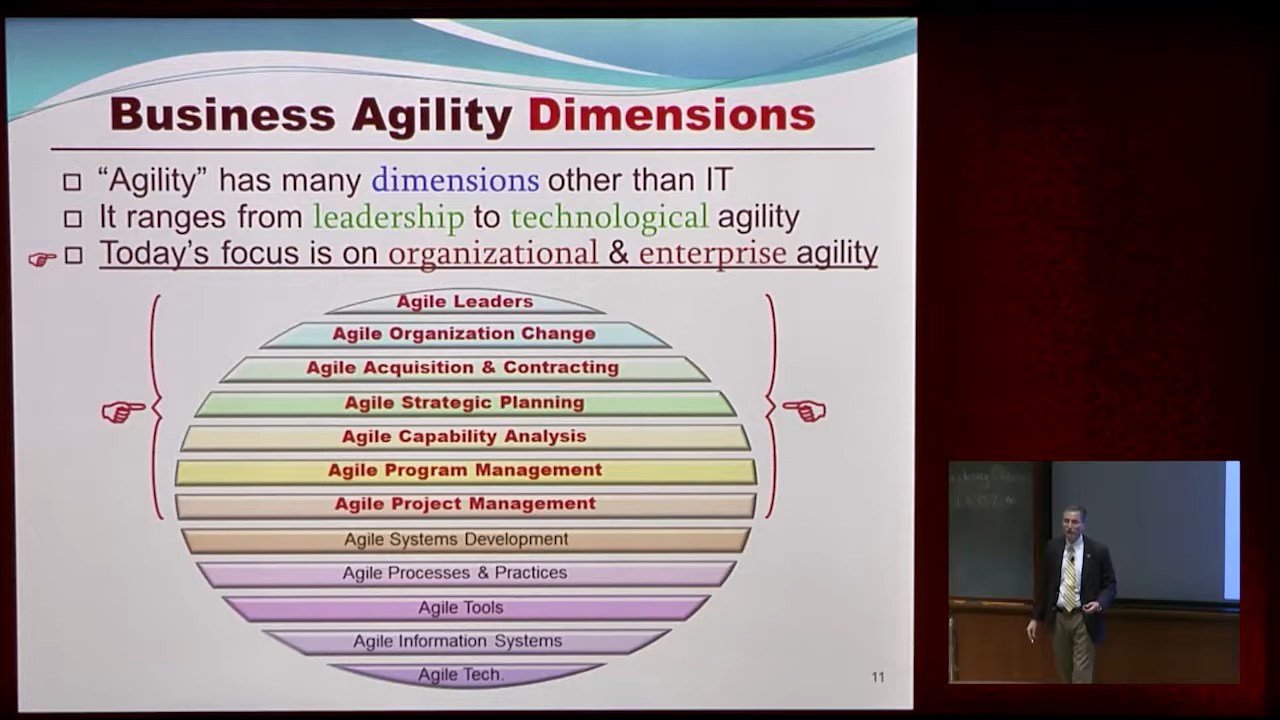 Business Agility Dimensions
“Agility” has many dimensions other than IT
It ranges from leadership to technological agility
Today’s focus is on organizational & enterprise agility
Agile Leaders
Agile Organization Change
Agile Acquisition & Contracting
Agile Strategic Planning
Agile Capability Analysis
Agile Program Management
Agile Project Management
Agile Systems Development
Agile Processes & Practices
Agile Tools
Agile Information Systems
Agile Tech.
11